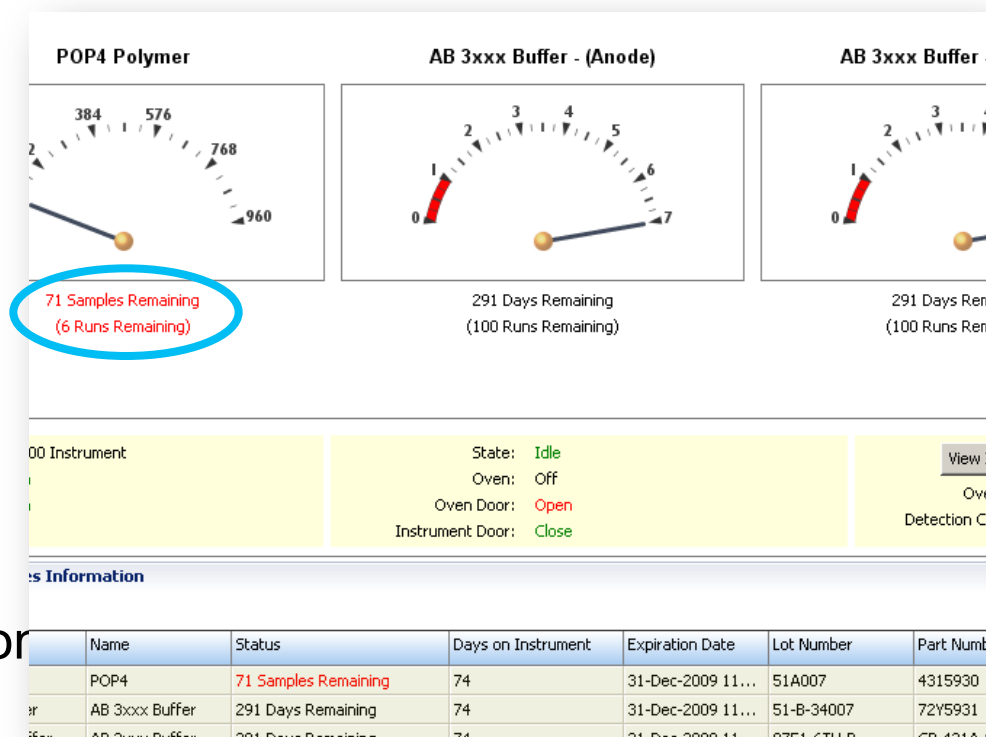 POP4 Polymer
384 576
2 768
960
71 Samples Remaining
(6 Runs Remaining)
AB 3xxx Buffer - (Anode)
3 4
2 5
1 6
0 7
291 Days Remaining
(100 Runs Remaining)
AB 3xxx Buffer
3
2
1
0
291 Days Rem
(100 Runs Rem
00 Instrument
State: Idle
Oven: Off
Oven Door: Open
Instrument Door: Close
View
Ove
Detection C
es Information
or
Name Status Days on Instrument Expiration Date Lot Number Part Numb
POP4 71 Samples Remaining 74 31-Dec-2009 11... 51A007 4315930
er AB 3xxx Buffer 291 Days Remaining 74 31-Dec-2009 11... 51-B-34007 72Y5931